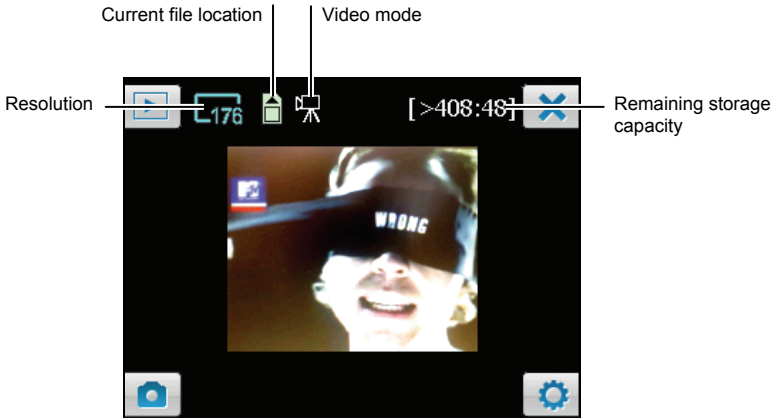 Current file location
Video mode
Resolution
176
[>408:48]
Remaining storage
capacity
WRONG